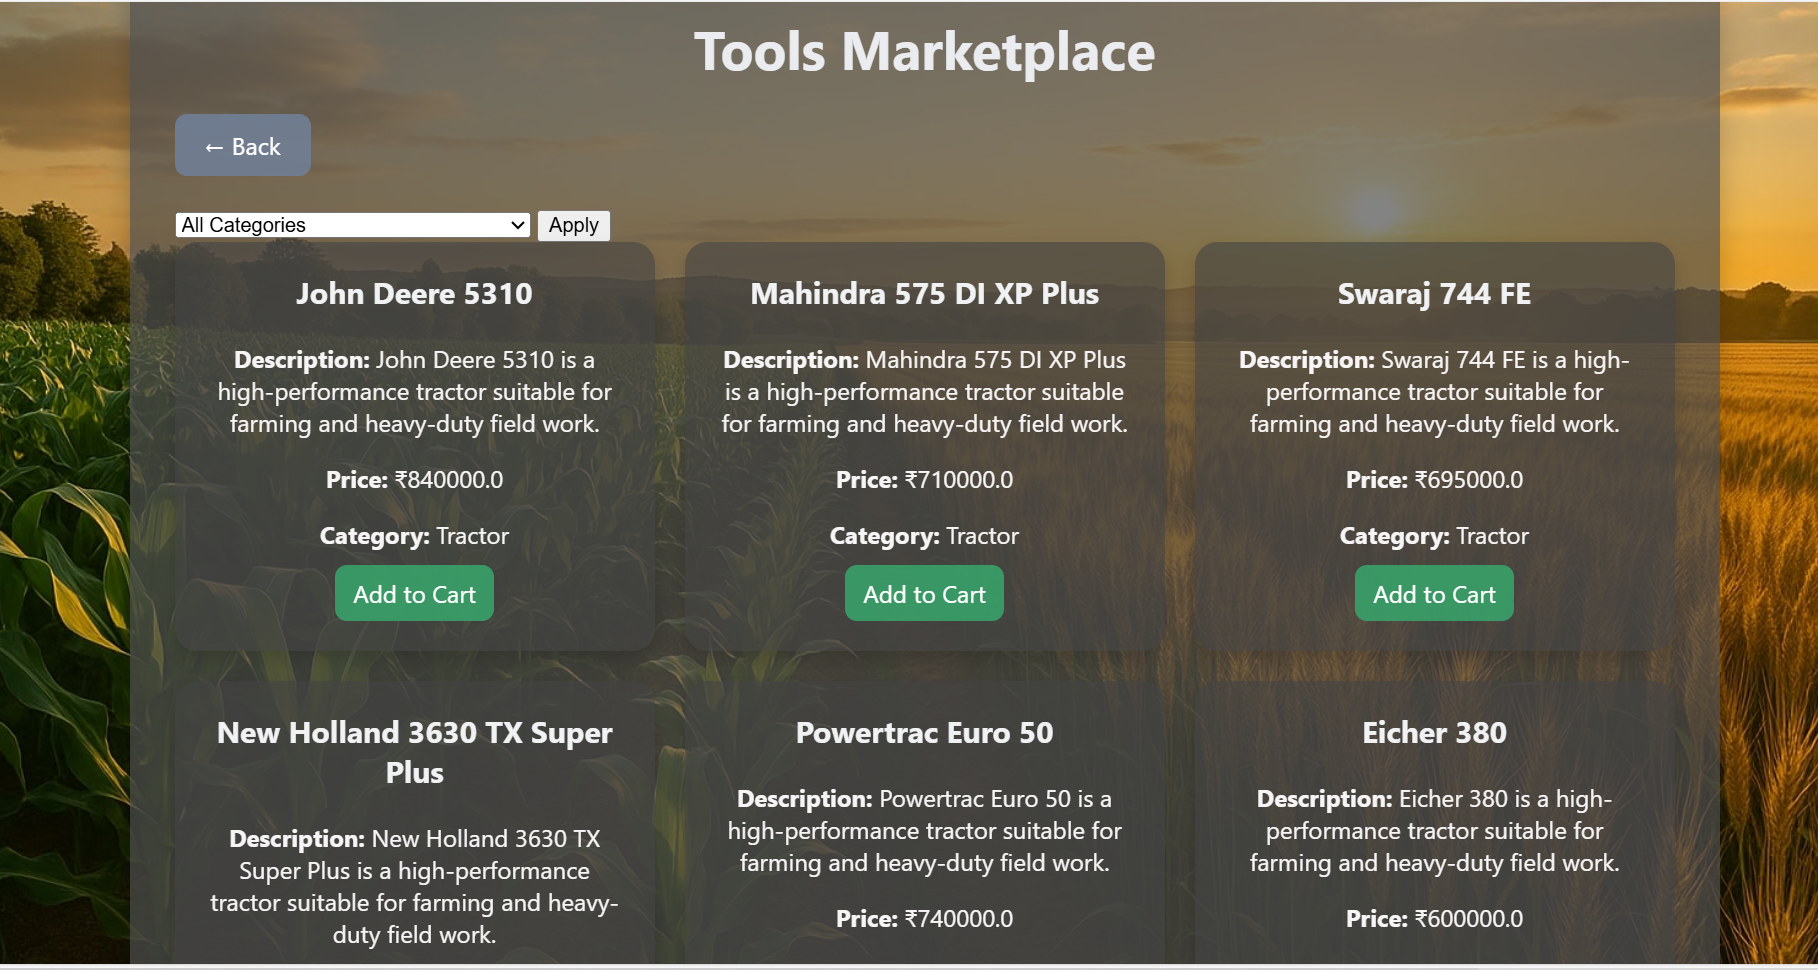 Tools Marketplace
← Back
All Categories
Apply
John Deere 5310
Description: John Deere 5310 is a
high-performance tractor suitable for
farming and heavy-duty field work.
Price: ₹840000.0
Category: Tractor
Add to Cart
Mahindra 575 DI XP Plus
Description: Mahindra 575 DI XP Plus
is a high-performance tractor suitable
for farming and heavy-duty field work.
Price: ₹710000.0
Category: Tractor
Add to Cart
Swaraj 744 FE
Description: Swaraj 744 FE is a high-
performance tractor suitable for
farming and heavy-duty field work.
Price: ₹695000.0
Category: Tractor
Add to Cart
New Holland 3630 TX Super
Plus
Description: New Holland 3630 TX
Super Plus is a high-performance
tractor suitable for farming and heavy-
duty field work.
Powertrac Euro 50
Description: Powertrac Euro 50 is a
high-performance tractor suitable for
farming and heavy-duty field work.
Price: ₹740000.0
Eicher 380
Description: Eicher 380 is a high-
performance tractor suitable for
farming and heavy-duty field work.
Price: ₹600000.0